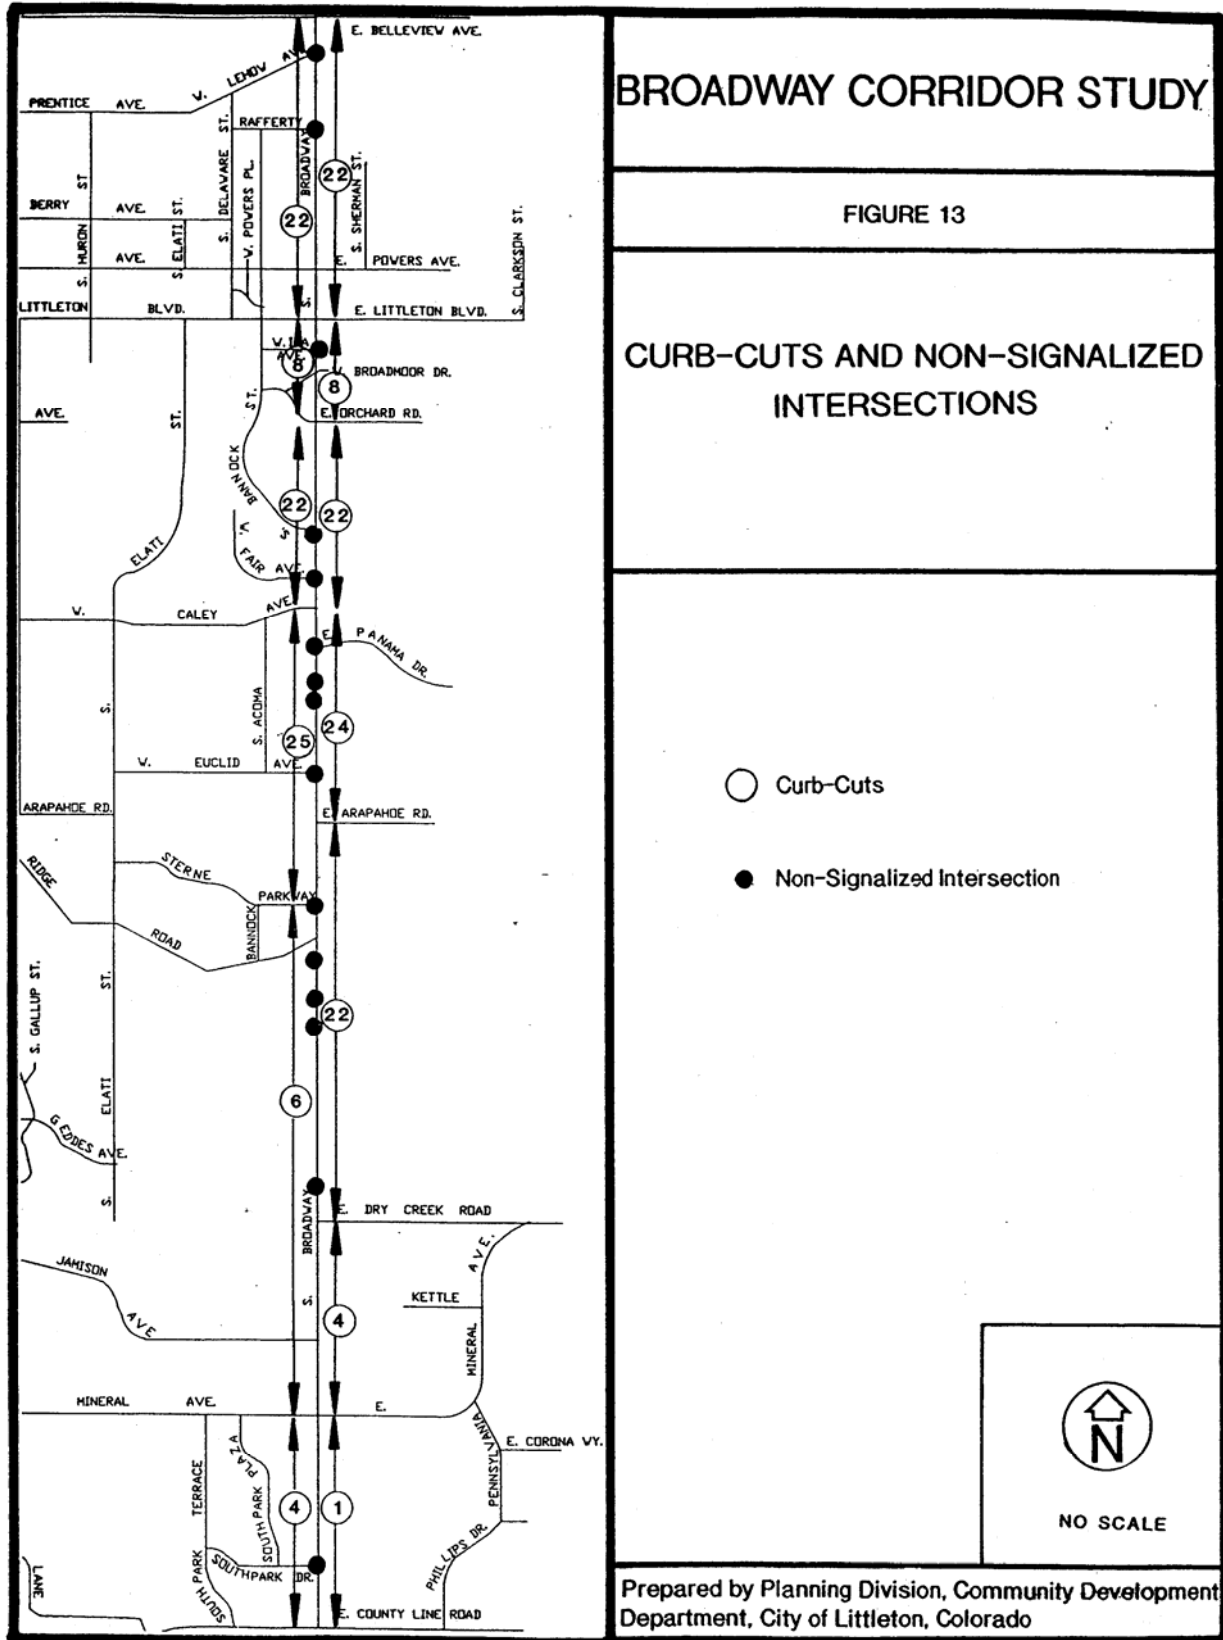 E. BELLEVIEW AVE.
W. LEHOW AV
PRENTICE AVE.
RAFFERTY
S. DELAWARE ST.
W. POWERS PL.
S. HURON ST
BROADWAY
S.
22
22
S. SHERMAN ST.
BERRY AVE.
S. ELATI ST.
AVE.
E. POWERS AVE.
S. CLARKSON ST.
LITTLETON BLVD.
E. LITTLETON BLVD.
AVE.
8
8
BROADMOOR DR.
E. ORCHARD RD.
AVE.
ST.
ST.
BANNOCK
S.
22
22
W. FAIR AVE.
ELATI
W. CALEY AVE.
E. PANAMA DR.
S.
S. ACOMA
25
24
W. EUCLID AVE.
ARAPAHOE RD.
E. ARAPAHOE RD.
STERNE
PARKWAY
RIDGE
ROAD
BANNOCK
S. GALLUP ST.
ST.
ELATI
S.
22
6
GEDDES AVE.
BROADWAY
S.
E. DRY CREEK ROAD
JAMISON
AVE
AVE.
KETTLE
MINERAL
4
MINERAL AVE.
E.
PENNSYLVANIA
E. CORONA WY.
SOUTHPARK PLAZA
SOUTH PARK TERRACE
4
1
PHILLIPS DR.
SOUTHPARK DR.
LANE
E. COUNTY LINE ROAD
BROADWAY CORRIDOR STUDY
FIGURE 13
CURB-CUTS AND NON-SIGNALIZED
INTERSECTIONS
Curb-Cuts
Non-Signalized Intersection
N
NO SCALE
Prepared by Planning Division, Community Development
Department, City of Littleton, Colorado